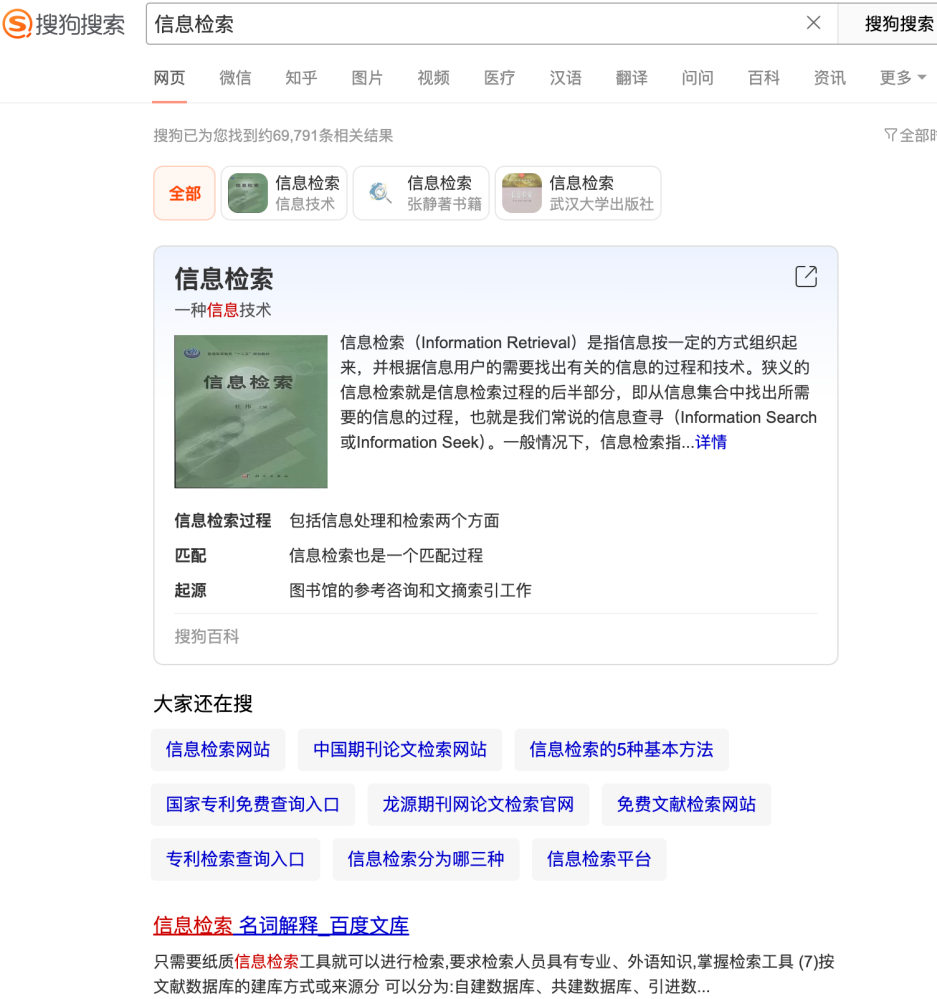 搜狗搜索
信息检索
搜狗搜索
网页 微信 知乎 图片 视频 医疗 汉语 翻译 问问 百科 资讯 更多
搜狗已为您找到约69,791条相关结果
全部时
全部
信息检索
信息技术
信息检索
张静著书籍
信息检索
武汉大学出版社
信息检索
一种信息技术
信息检索
信息检索（Information Retrieval）是指信息按一定的方式组织起
来，并根据信息用户的需要找出有关的信息的过程和技术。狭义的
信息检索就是信息检索过程的后半部分，即从信息集合中找出所需
要的信息的过程，也就是我们常说的信息查寻（Information Search
或Information Seek）。一般情况下，信息检索指...详情
信息检索过程 包括信息处理和检索两个方面
匹配 信息检索也是一个匹配过程
起源 图书馆的参考咨询和文摘索引工作
搜狗百科
大家还在搜
信息检索网站 中国期刊论文检索网站 信息检索的5种基本方法
国家专利免费查询入口 龙源期刊网论文检索官网 免费文献检索网站
专利检索查询入口 信息检索分为哪三种 信息检索平台
信息检索 名词解释_百度文库
只需要纸质信息检索工具就可以进行检索,要求检索人员具有专业、外语知识,掌握检索工具 (7)按
文献数据库的建库方式或来源分 可以分为:自建数据库、共建数据库、引进数...